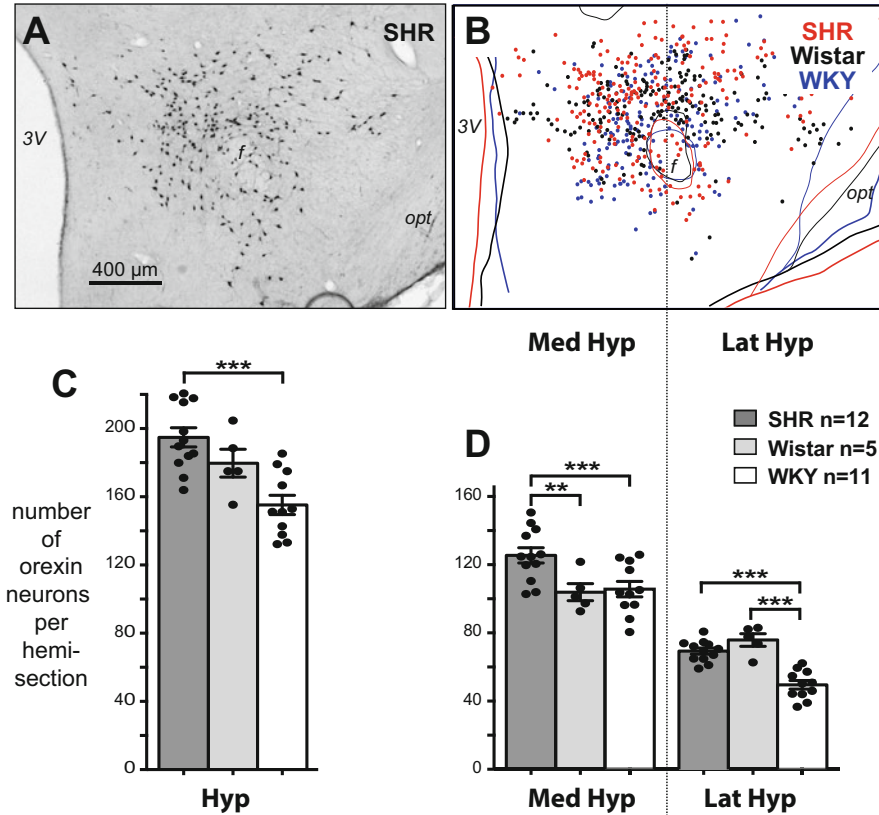 A
SHR
3V
f
opt
400 µm
B
SHR
Wistar
WKY
3V
f
opt
Med Hyp
Lat Hyp
C
***
200
160
120
80
40
0
number
of
orexin
neurons
per
hemi-
section
Hyp
SHR n=12
Wistar n=5
WKY n=11
D
***
**
***
***
160
120
80
40
0
Med Hyp
Lat Hyp